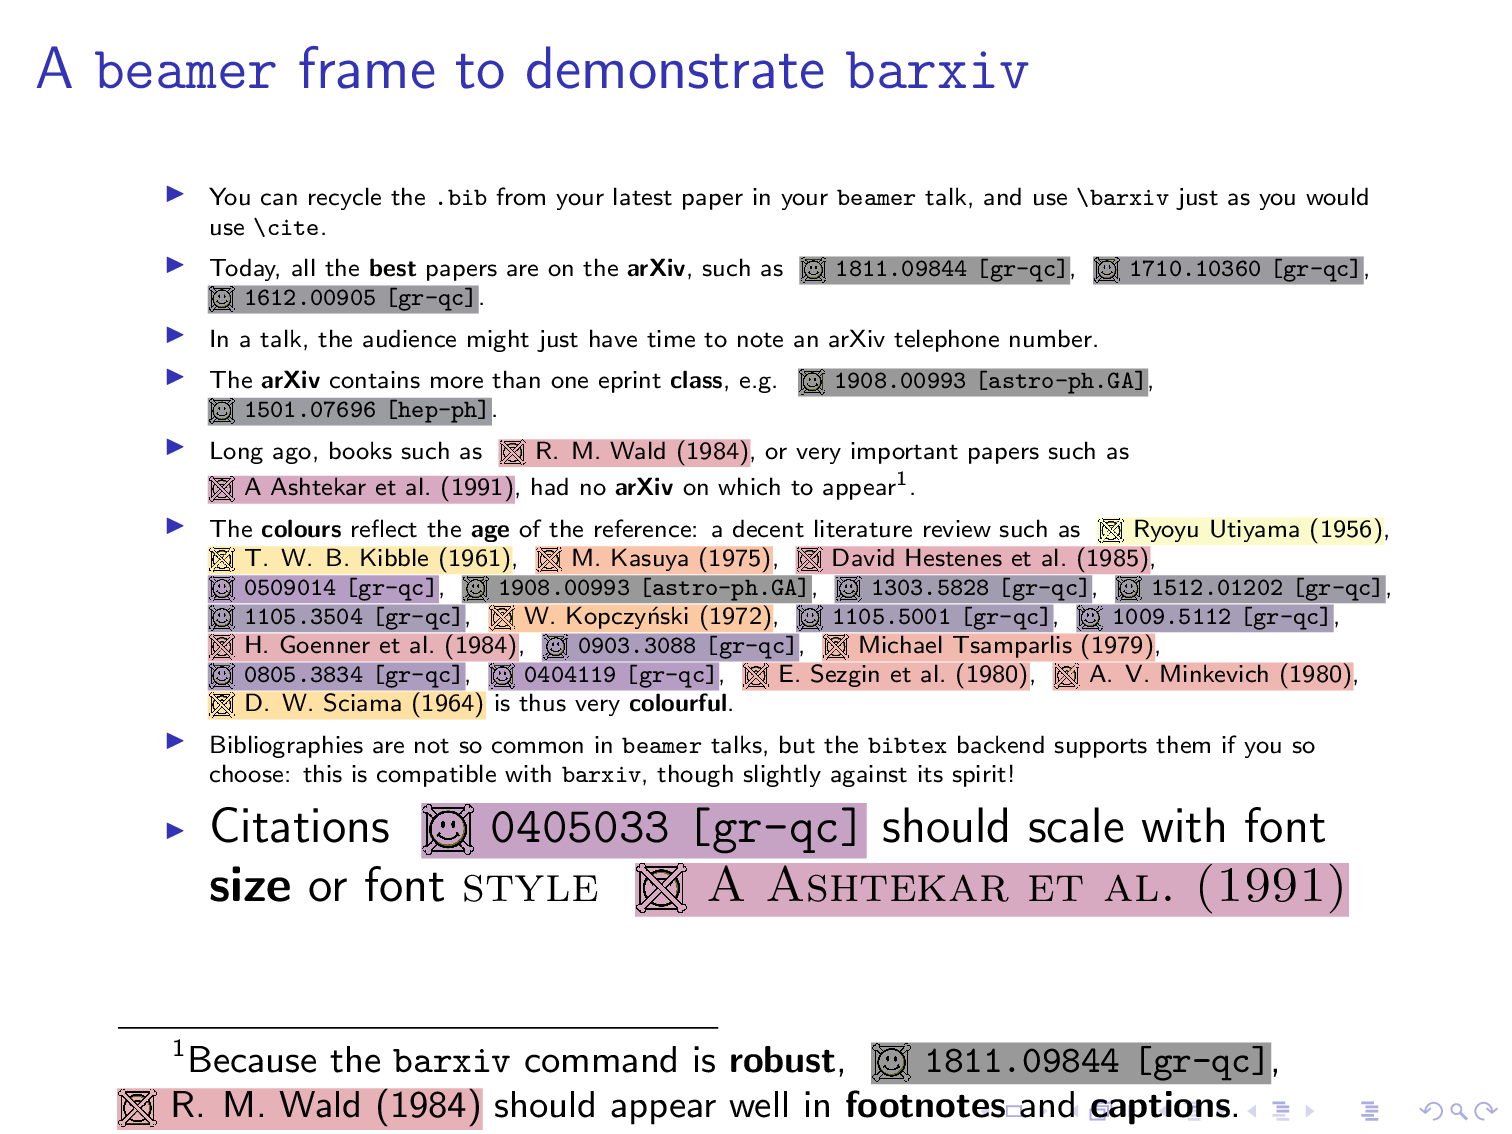 A beamer frame to demonstrate barxiv
You can recycle the .bib from your latest paper in your beamer talk, and use \barxiv just as you would
use \cite.
Today, all the best papers are on the arXiv, such as 1811.09844 [gr-qc], 1710.10360 [gr-qc],
1612.00905 [gr-qc].
In a talk, the audience might just have time to note an arXiv telephone number.
The arXiv contains more than one eprint class, e.g. 1908.00993 [astro-ph.GA],
1501.07696 [hep-ph].
Long ago, books such as R. M. Wald (1984), or very important papers such as
A Ashtekar et al. (1991), had no arXiv on which to appear1.
The colours reflect the age of the reference: a decent literature review such as Ryoyu Utiyama (1956),
T. W. B. Kibble (1961), M. Kasuya (1975), David Hestenes et al. (1985),
0509014 [gr-qc], 1908.00993 [astro-ph.GA], 1303.5828 [gr-qc], 1512.01202 [gr-qc],
1105.3504 [gr-qc], W. Kopczyński (1972), 1105.5001 [gr-qc], 1009.5112 [gr-qc],
H. Goenner et al. (1984), 0903.3088 [gr-qc], Michael Tsamparlis (1979),
0805.3834 [gr-qc], 0404119 [gr-qc], E. Sezgin et al. (1980), A. V. Minkevich (1980),
D. W. Sciama (1964) is thus very colourful.
Bibliographies are not so common in beamer talks, but the bibtex backend supports them if you so
choose: this is compatible with barxiv, though slightly against its spirit!
Citations 0405033 [gr-qc] should scale with font
size or font STYLE A ASHTEKAR ET AL. (1991)
1Because the barxiv command is robust, 1811.09844 [gr-qc],
R. M. Wald (1984) should appear well in footnotes and captions.